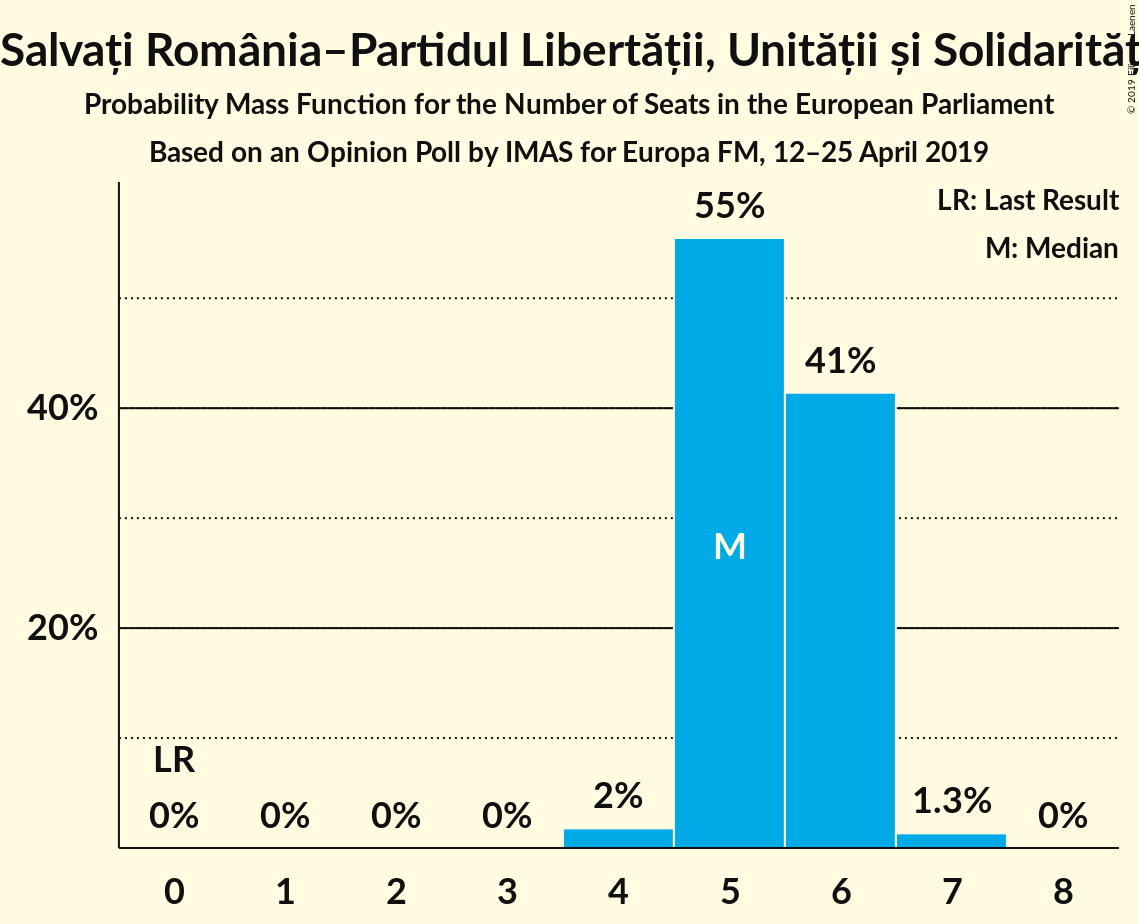 Salvați România–Partidul Libertății, Unității și Solidarităț
Probability Mass Function for the Number of Seats in the European Parliament
Based on an Opinion Poll by IMAS for Europa FM, 12–25 April 2019
© 2019
Laenen
LR: Last Result
M: Median
55%
41%
40%
M
20%
LR
0% 0% 0% 0% 2% 1.3% 0%
0 1 2 3 4 5 6 7 8